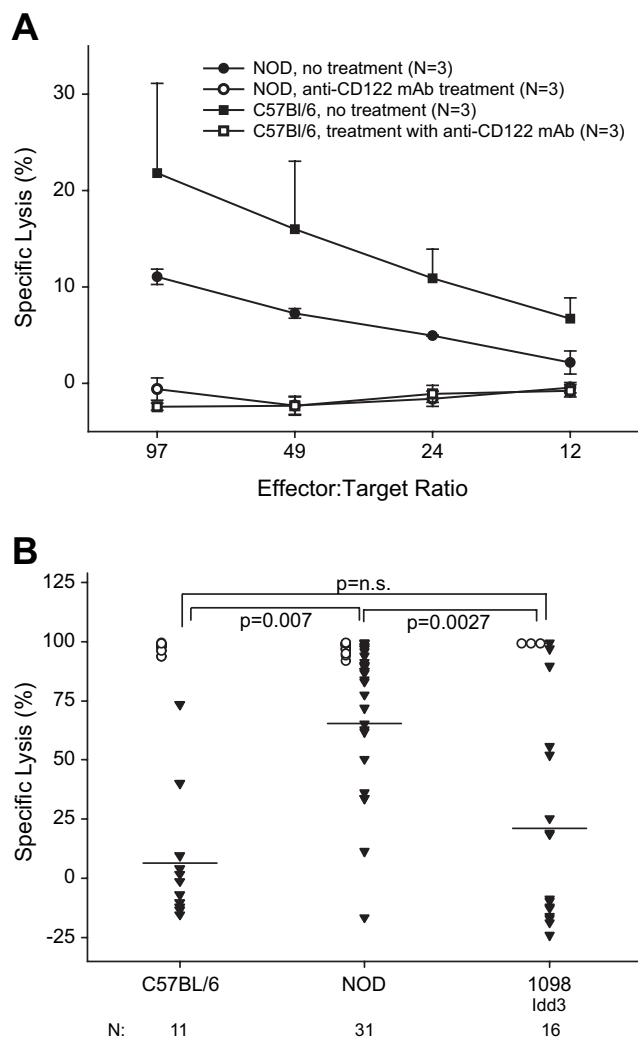 A
NOD, no treatment (N=3)
NOD, anti-CD122 mAb treatment (N=3)
C57Bl/6, no treatment (N=3)
C57Bl/6, treatment with anti-CD122 mAb (N=3)
Specific Lysis (%)
30
20
10
0
97 49 24 12
Effector:Target Ratio
B
p=n.s.
p=0.007 p=0.0027
Specific Lysis (%)
125
100
75
50
25
0
-25
C57BL/6 NOD 1098
Idd3
N: 11 31 16